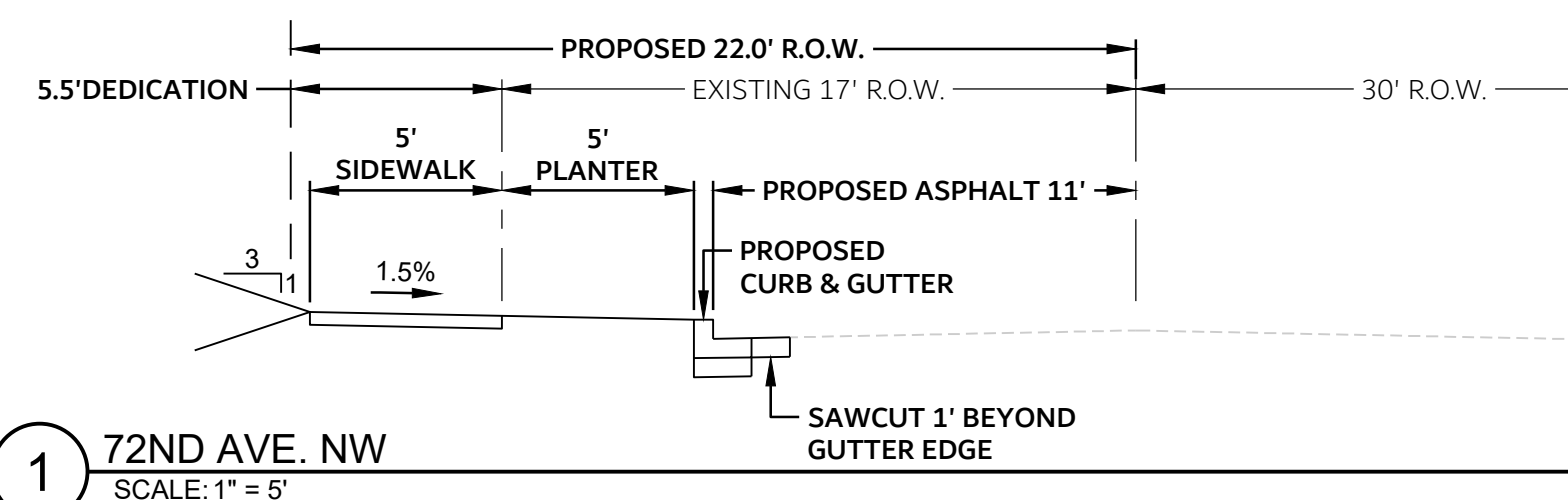 PROPOSED 22.0' R.O.W.
5.5'DEDICATION
EXISTING 17' R.O.W.
30' R.O.W.
5'
SIDEWALK
5'
PLANTER
PROPOSED ASPHALT 11'
PROPOSED
CURB & GUTTER
3
1
1.5%
SAWCUT 1' BEYOND
GUTTER EDGE
1
72ND AVE. NW
SCALE: 1" = 5'